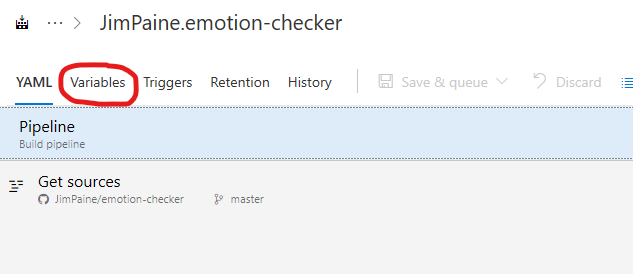 ··· > JimPaine.emotion-checker
YAML Variables Triggers Retention History Save & queue Discard
Pipeline
Build pipeline
Get sources
JimPaine/emotion-checker master